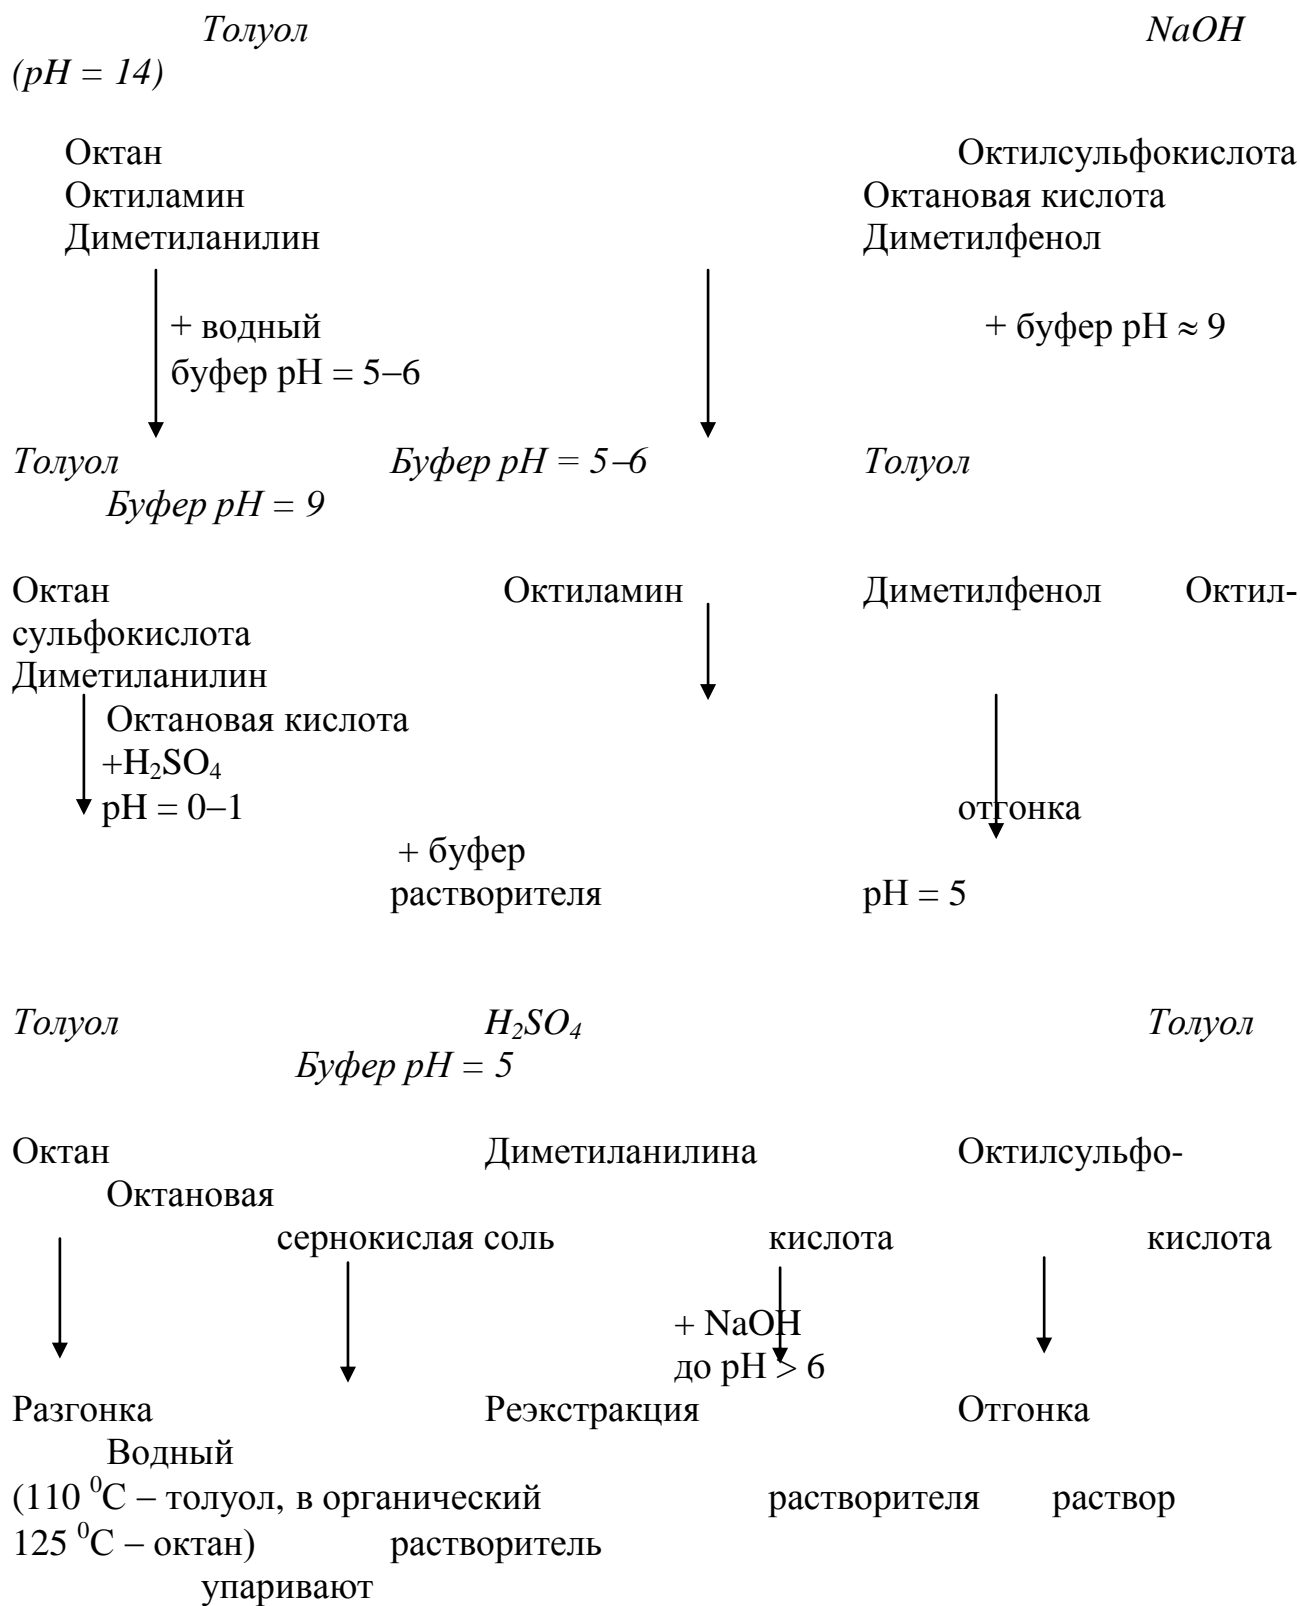 Толуол NaOH
(pH = 14)
Октан Октилсульфокислота
Октиламин Октановая кислота
Диметиланилин Диметилфенол
+ водный + буфер pH ≈ 9
буфер pH = 5–6
Толуол Буфер pH = 5–6 Толуол
Буфер pH = 9
Октан Октиламин Диметилфенол Октил-
сульфокислота
Диметиланилин
Октановая кислота
+H₂SO₄
pH = 0–1 отгонка
+ буфер
растворителя pH = 5
Толуол H₂SO₄ Толуол
Буфер pH = 5
Октан Диметиланилина Октилсульфо-
Октановая
сернокислая соль кислота кислота
+ NaOH
до pH > 6
Разгонка Реэкстракция Отгонка
Водный
(110 ⁰C – толуол, в органический растворителя раствор
125 ⁰C – октан) растворитель
упаривают